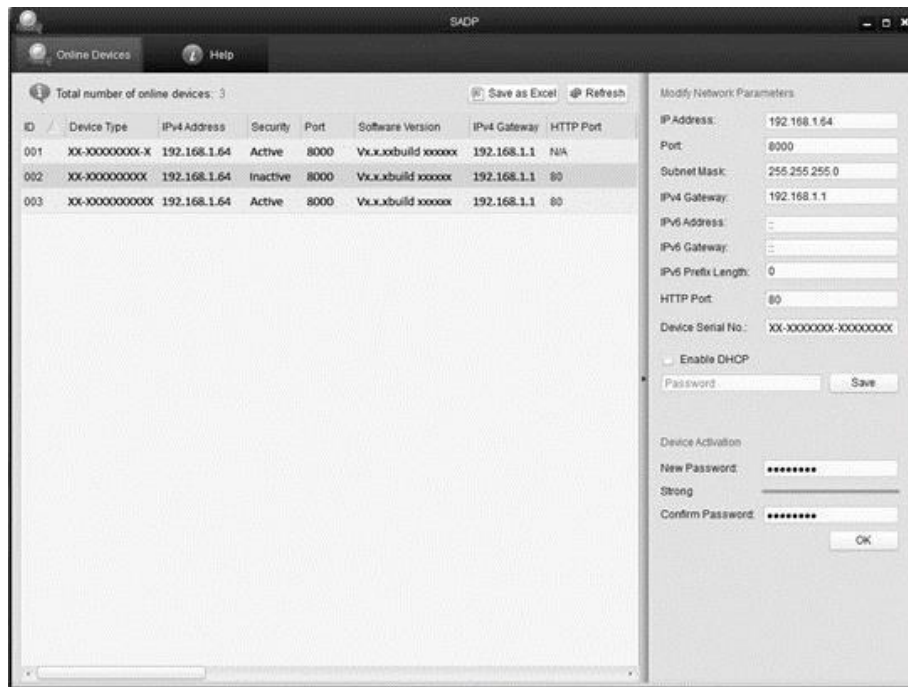 SADP
Online Devices Help
Total number of online devices: 3 Save as Excel Refresh
ID Device Type IPv4 Address Security Port Software Version IPv4 Gateway HTTP Port
001 XX-XXXXXXXX-X 192.168.1.64 Active 8000 Vx.x.xxbuild xxxxxx 192.168.1.1 N/A
002 XX-XXXXXXXXX 192.168.1.64 Inactive 8000 Vx.x.xbuild xxxxxx 192.168.1.1 80
003 XX-XXXXXXXXXX 192.168.1.64 Active 8000 Vx.x.xbuild xxxxxx 192.168.1.1 80
Modify Network Parameters
IP Address: 192.168.1.64
Port: 8000
Subnet Mask: 255.255.255.0
IPv4 Gateway: 192.168.1.1
IPv6 Address: ::
IPv6 Gateway: ::
IPv6 Prefix Length: 0
HTTP Port: 80
Device Serial No.: XX-XXXXXXX-XXXXXXXX
Enable DHCP
Password Save
Device Activation
New Password: ••••••••
Strong
Confirm Password: ••••••••
OK